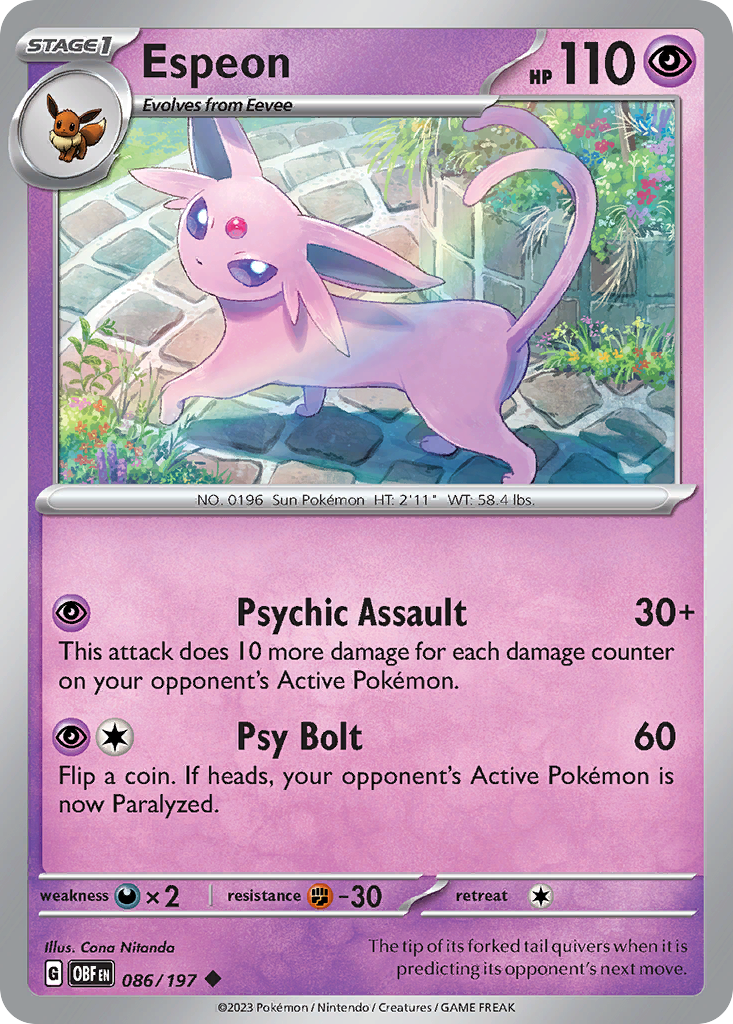 STAGE 1
Espeon
HP 110
Evolves from Eevee
NO. 0196 Sun Pokémon HT: 2'11" WT: 58.4 lbs.
Psychic Assault 30+
This attack does 10 more damage for each damage counter
on your opponent's Active Pokémon.
Psy Bolt 60
Flip a coin. If heads, your opponent's Active Pokémon is
now Paralyzed.
weakness ×2 resistance -30 retreat
Illus. Cona Nitanda
The tip of its forked tail quivers when it is
predicting its opponent's next move.
G OBF EN 086/197
©2023 Pokémon / Nintendo / Creatures / GAME FREAK